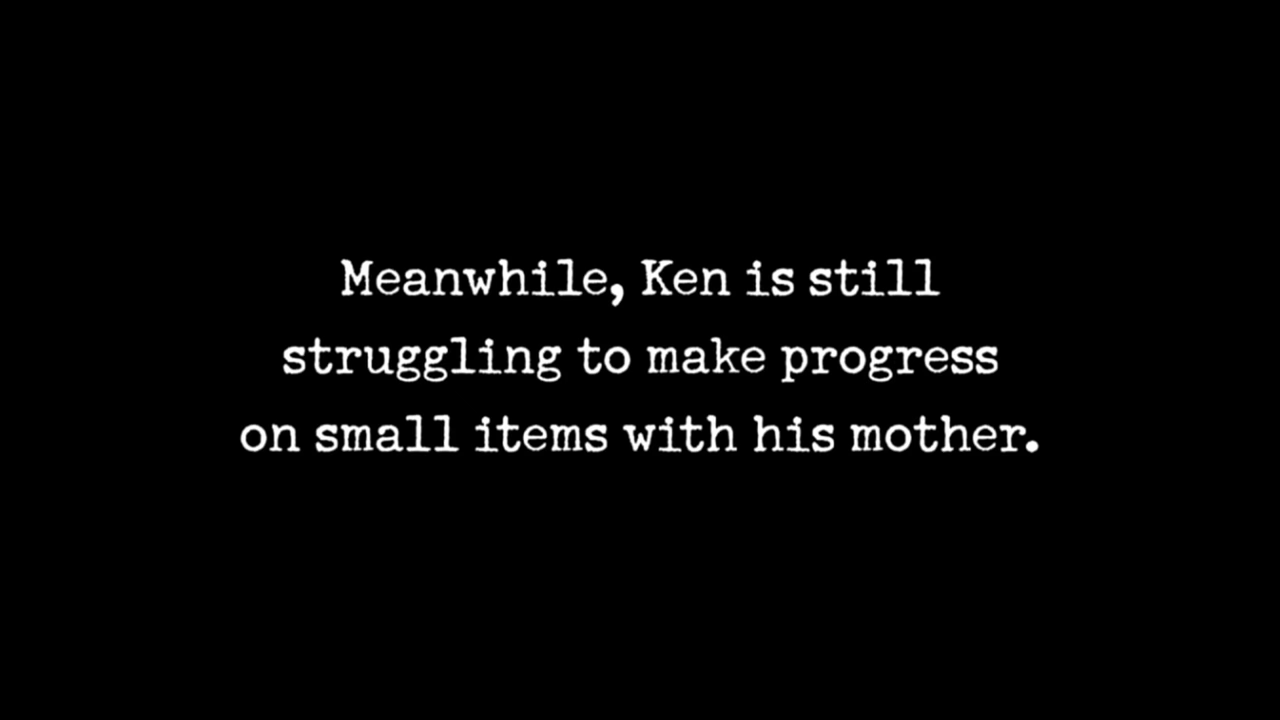 Meanwhile, Ken is still
struggling to make progress
on small items with his mother.